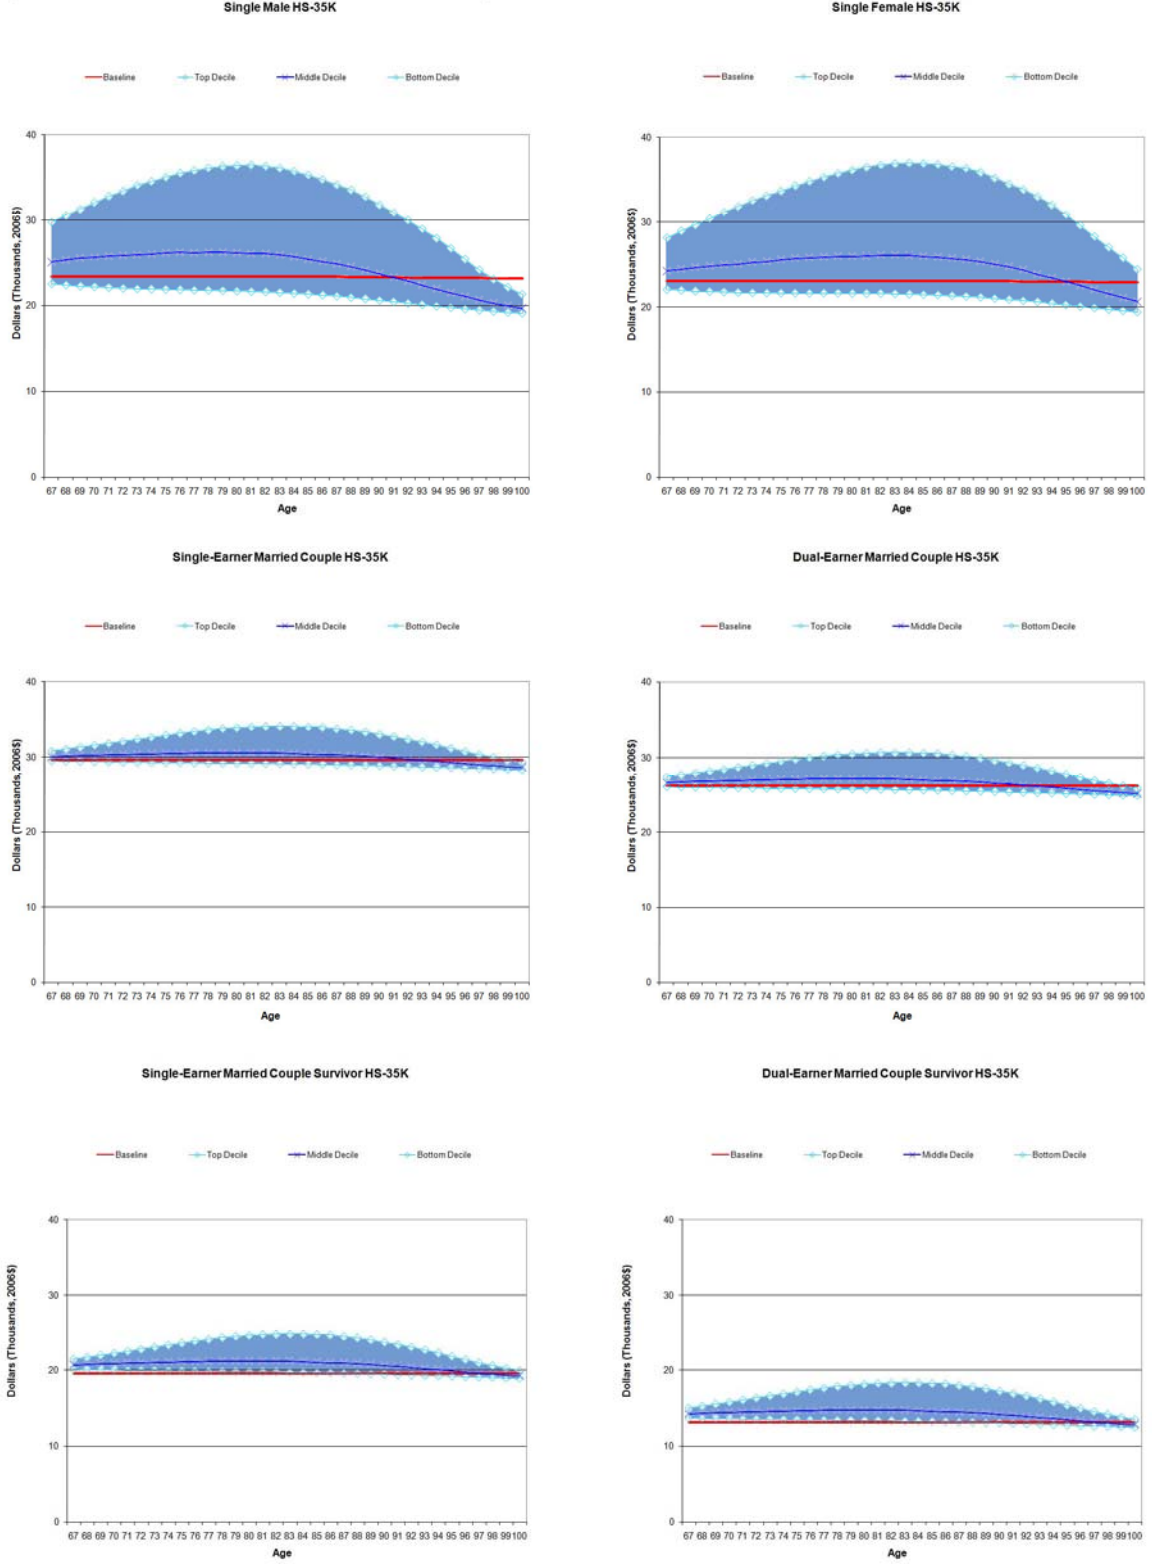 Single Male HS-35K
Baseline Top Decile Middle Decile Bottom Decile
40
30
20
10
0
Dollars (Thousands, 2006$)
67 68 69 70 71 72 73 74 75 76 77 78 79 80 81 82 83 84 85 86 87 88 89 90 91 92 93 94 95 96 97 98 99 100
Age
Single Female HS-35K
Baseline Top Decile Middle Decile Bottom Decile
40
30
20
10
0
Dollars (Thousands, 2006$)
67 68 69 70 71 72 73 74 75 76 77 78 79 80 81 82 83 84 85 86 87 88 89 90 91 92 93 94 95 96 97 98 99 100
Age
Single-Earner Married Couple HS-35K
Baseline Top Decile Middle Decile Bottom Decile
40
30
20
10
0
Dollars (Thousands, 2006$)
67 68 69 70 71 72 73 74 75 76 77 78 79 80 81 82 83 84 85 86 87 88 89 90 91 92 93 94 95 96 97 98 99 100
Age
Dual-Earner Married Couple HS-35K
Baseline Top Decile Middle Decile Bottom Decile
40
30
20
10
0
Dollars (Thousands, 2006$)
67 68 69 70 71 72 73 74 75 76 77 78 79 80 81 82 83 84 85 86 87 88 89 90 91 92 93 94 95 96 97 98 99 100
Age
Single-Earner Married Couple Survivor HS-35K
Baseline Top Decile Middle Decile Bottom Decile
40
30
20
10
0
Dollars (Thousands, 2006$)
67 68 69 70 71 72 73 74 75 76 77 78 79 80 81 82 83 84 85 86 87 88 89 90 91 92 93 94 95 96 97 98 99 100
Age
Dual-Earner Married Couple Survivor HS-35K
Baseline Top Decile Middle Decile Bottom Decile
40
30
20
10
0
Dollars (Thousands, 2006$)
67 68 69 70 71 72 73 74 75 76 77 78 79 80 81 82 83 84 85 86 87 88 89 90 91 92 93 94 95 96 97 98 99 100
Age